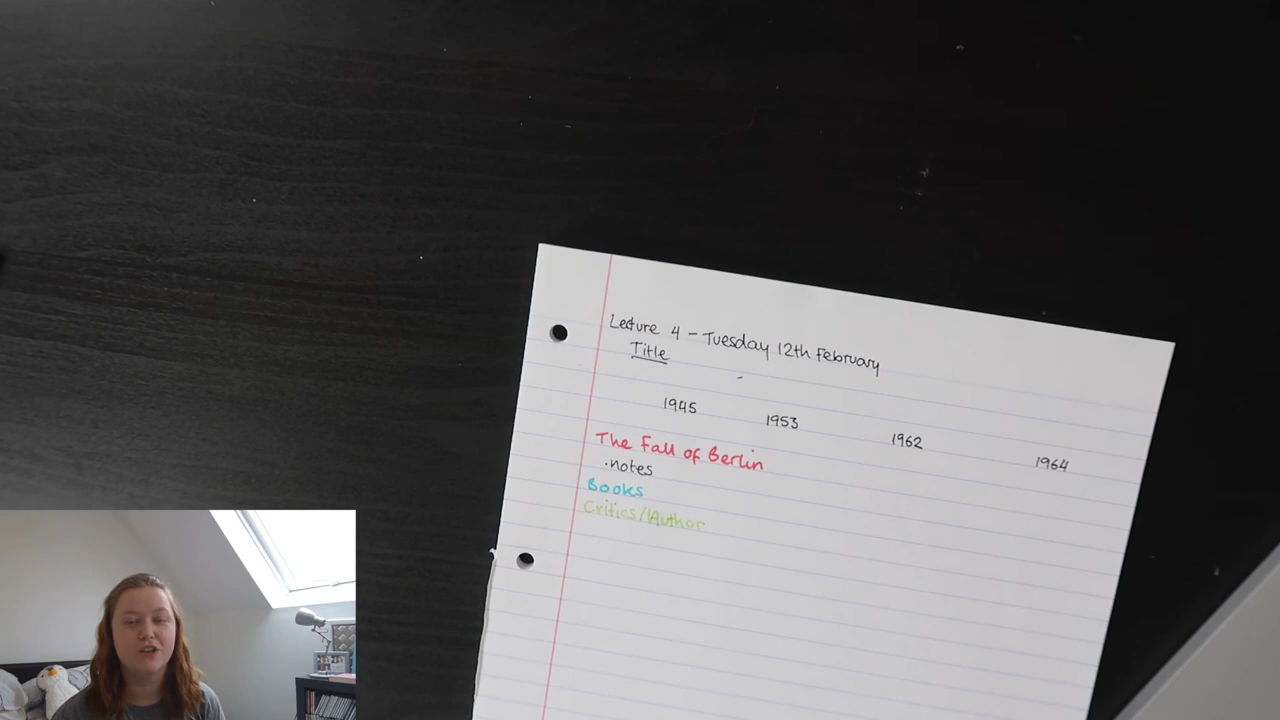 Lecture 4 - Tuesday 12th February
Title
1945 1953 1962 1964
The Fall of Berlin
·notes
Books
Critics/Author